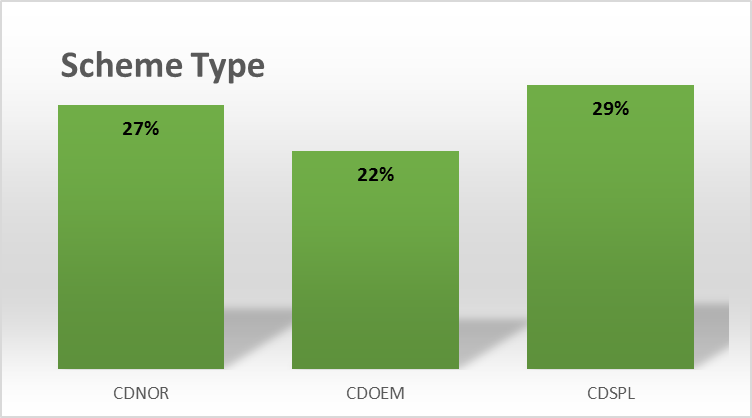 Scheme Type
27%
22%
29%
CDNOR
CDOEM
CDSPL